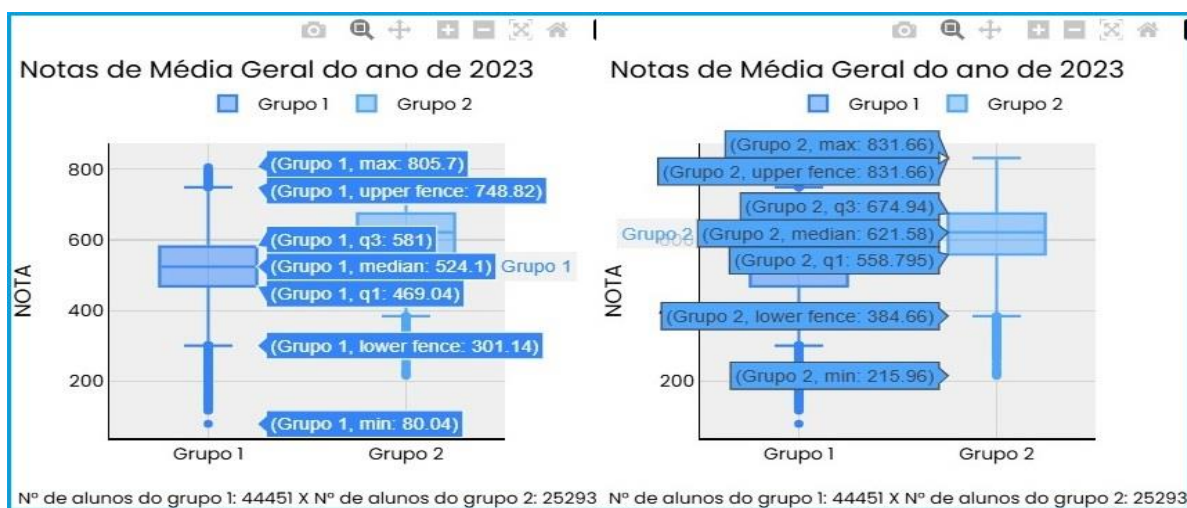 Notas de Média Geral do ano de 2023
Grupo 1 Grupo 2
NOTA
800
600
400
200
(Grupo 1, max: 805.7)
(Grupo 1, upper fence: 748.82)
(Grupo 1, q3: 581)
(Grupo 1, median: 524.1) Grupo 1
(Grupo 1, q1: 469.04)
(Grupo 1, lower fence: 301.14)
(Grupo 1, min: 80.04)
Grupo 1 Grupo 2
Nº de alunos do grupo 1: 44451 X Nº de alunos do grupo 2: 25293
Notas de Média Geral do ano de 2023
Grupo 1 Grupo 2
NOTA
800
600
400
200
(Grupo 2, max: 831.66)
(Grupo 2, upper fence: 831.66)
(Grupo 2, q3: 674.94)
Grupo 2 (Grupo 2, median: 621.58)
(Grupo 2, q1: 558.795)
(Grupo 2, lower fence: 384.66)
(Grupo 2, min: 215.96)
Grupo 1 Grupo 2
Nº de alunos do grupo 1: 44451 X Nº de alunos do grupo 2: 25293